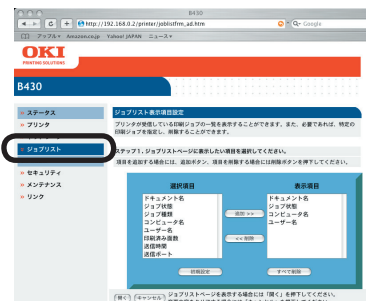 B430
http://192.168.0.2/printer/joblistfrm_ad.htm
Q- Google
アップル▼ Amazon.co.jp Yahoo! JAPAN ニュース▼
OKI
PRINTING SOLUTIONS
B430
» ステータス
» プリンタ
» ジョブリスト
» セキュリティ
» メンテナンス
» リンク
ジョブリスト表示項目設定
プリンタが受信している印刷ジョブの一覧を表示することができます。また、必要であれば、特定の
印刷ジョブを指定し、削除することができます。
ステップ1. ジョブリストページに表示したい項目を選択してください。
項目を追加する場合には、追加ボタン、項目を削除する場合には削除ボタンを押下してください。
選択項目
ドキュメント名
ジョブ状態
ジョブ種類
コンピュータ名
ユーザー名
印刷済み面数
送信時間
送信ポート
追加 >>
<< 削除
表示項目
ドキュメント名
ジョブ状態
コンピュータ名
ユーザー名
初期設定
すべて削除
開く キャンセル ジョブリストページを表示する場合には「開く」を押下してください。